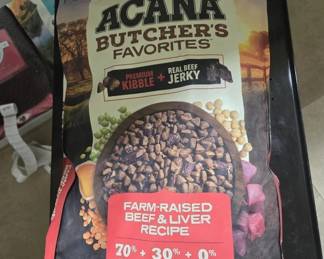 ACANA
BUTCHER'S
FAVORITES
PREMIUM KIBBLE + REAL BEEF JERKY
FARM-RAISED
BEEF & LIVER
RECIPE
70% + 30% + 0%